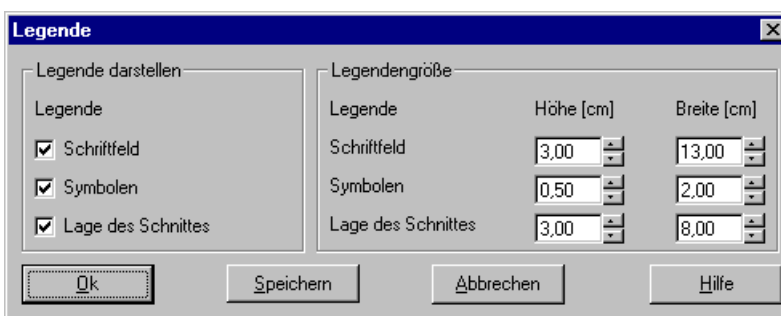 Legende
Legende darstellen
Legende
Schriftfeld
Symbolen
Lage des Schnittes
Legendengröße
Legende Höhe [cm] Breite [cm]
Schriftfeld 3,00 13,00
Symbolen 0,50 2,00
Lage des Schnittes 3,00 8,00
Ok Speichern Abbrechen Hilfe